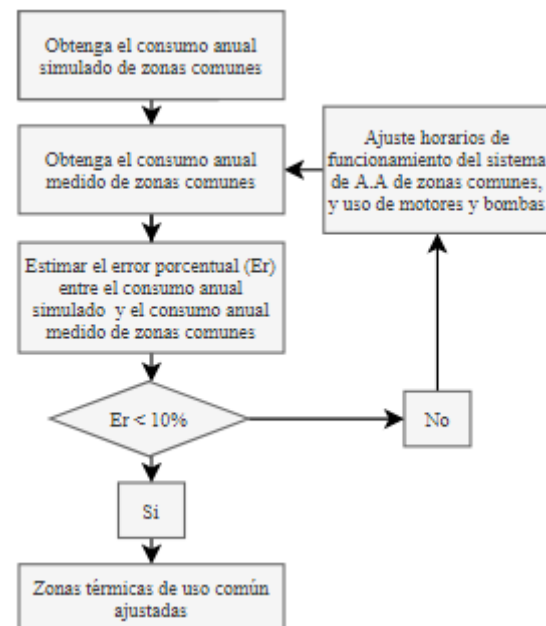 Obtenga el consumo anual
simulado de zonas comunes
Obtenga el consumo anual
medido de zonas comunes
Ajuste horarios de
funcionamiento del sistema
de A.A de zonas comunes,
y uso de motores y bombas
Estimar el error porcentual (Er)
entre el consumo anual
simulado y el consumo anual
medido de zonas comunes
Er < 10%
No
Si
Zonas térmicas de uso común
ajustadas